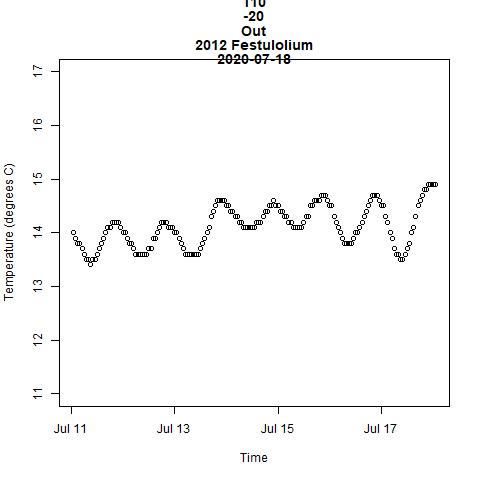 110
-20
Out
2012 Festulolium
2020-07-18
17
16
15
14
13
12
11
Temperature (degrees C)
Jul 11
Jul 13
Jul 15
Jul 17
Time